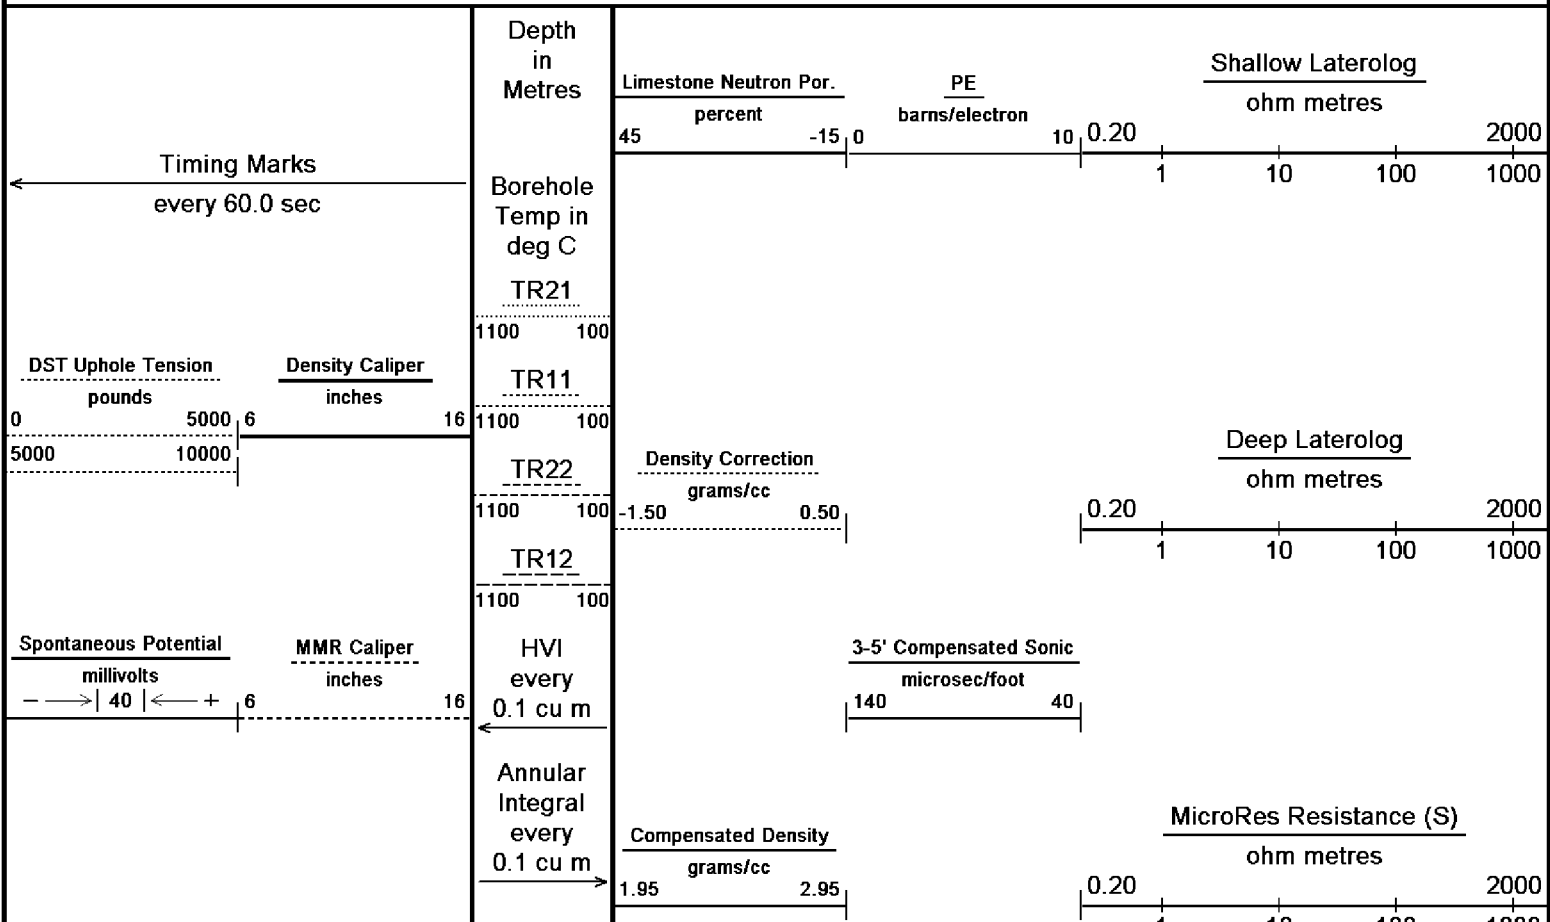 Timing Marks
every 60.0 sec
DST Uphole Tension
pounds
0 5000
5000 10000
Density Caliper
inches
6 16
Spontaneous Potential
millivolts
− → | 40 | ← +
MMR Caliper
inches
6 16
Depth
in
Metres
Borehole
Temp in
deg C
TR21
1100 100
TR11
1100 100
TR22
1100 100
TR12
1100 100
HVI
every
0.1 cu m
Annular
Integral
every
0.1 cu m
Limestone Neutron Por.
percent
45 -15
PE
barns/electron
0 10
Shallow Laterolog
ohm metres
0.20 2000
1 10 100 1000
Density Correction
grams/cc
-1.50 0.50
Deep Laterolog
ohm metres
0.20 2000
1 10 100 1000
3-5' Compensated Sonic
microsec/foot
140 40
Compensated Density
grams/cc
1.95 2.95
MicroRes Resistance (S)
ohm metres
0.20 2000
1 10 100 1000